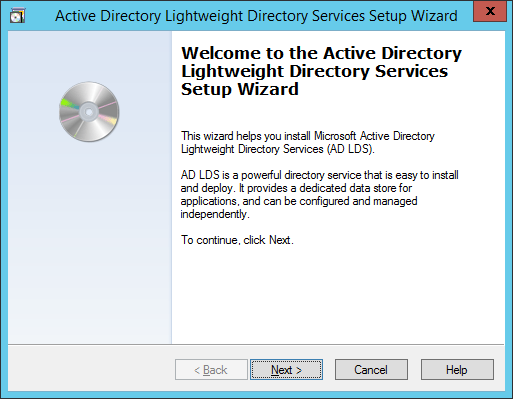 Active Directory Lightweight Directory Services Setup Wizard
x
Welcome to the Active Directory
Lightweight Directory Services
Setup Wizard
This wizard helps you install Microsoft Active Directory
Lightweight Directory Services (AD LDS).
AD LDS is a powerful directory service that is easy to install
and deploy. It provides a dedicated data store for
applications, and can be configured and managed
independently.
To continue, click Next.
< Back Next > Cancel Help